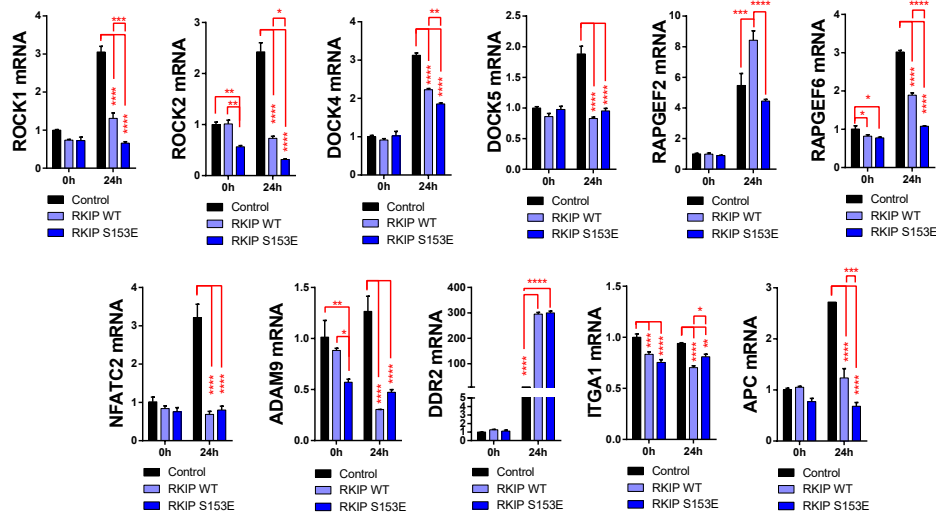 ROCK1 mRNA
4
3
2
1
0
***
****
****
0h
24h
Control
RKIP WT
RKIP S153E
ROCK2 mRNA
3
2
1
0
**
**
*
**
****
****
0h
24h
Control
RKIP WT
RKIP S153E
DOCK4 mRNA
4
3
2
1
0
**
****
****
0h
24h
Control
RKIP WT
RKIP S153E
DOCK5 mRNA
2.5
2.0
1.5
1.0
0.5
0.0
****
****
0h
24h
Control
RKIP WT
RKIP S153E
RAPGEF2 mRNA
10
8
6
4
2
0
***
****
0h
24h
Control
RKIP WT
RKIP S153E
RAPGEF6 mRNA
4
3
2
1
0
*
*
****
****
****
0h
24h
Control
RKIP WT
RKIP S153E
NFATC2 mRNA
4
3
2
1
0
****
****
0h
24h
Control
RKIP WT
RKIP S153E
ADAM9 mRNA
1.5
1.0
0.5
0.0
**
*
****
****
0h
24h
Control
RKIP WT
RKIP S153E
DDR2 mRNA
400
300
200
100
5
4
3
2
1
0
****
****
0h
24h
Control
RKIP WT
RKIP S153E
ITGA1 mRNA
1.5
1.0
0.5
0.0
***
****
*
****
**
0h
24h
Control
RKIP WT
RKIP S153E
APC mRNA
3
2
1
0
***
****
****
0h
24h
Control
RKIP WT
RKIP S153E